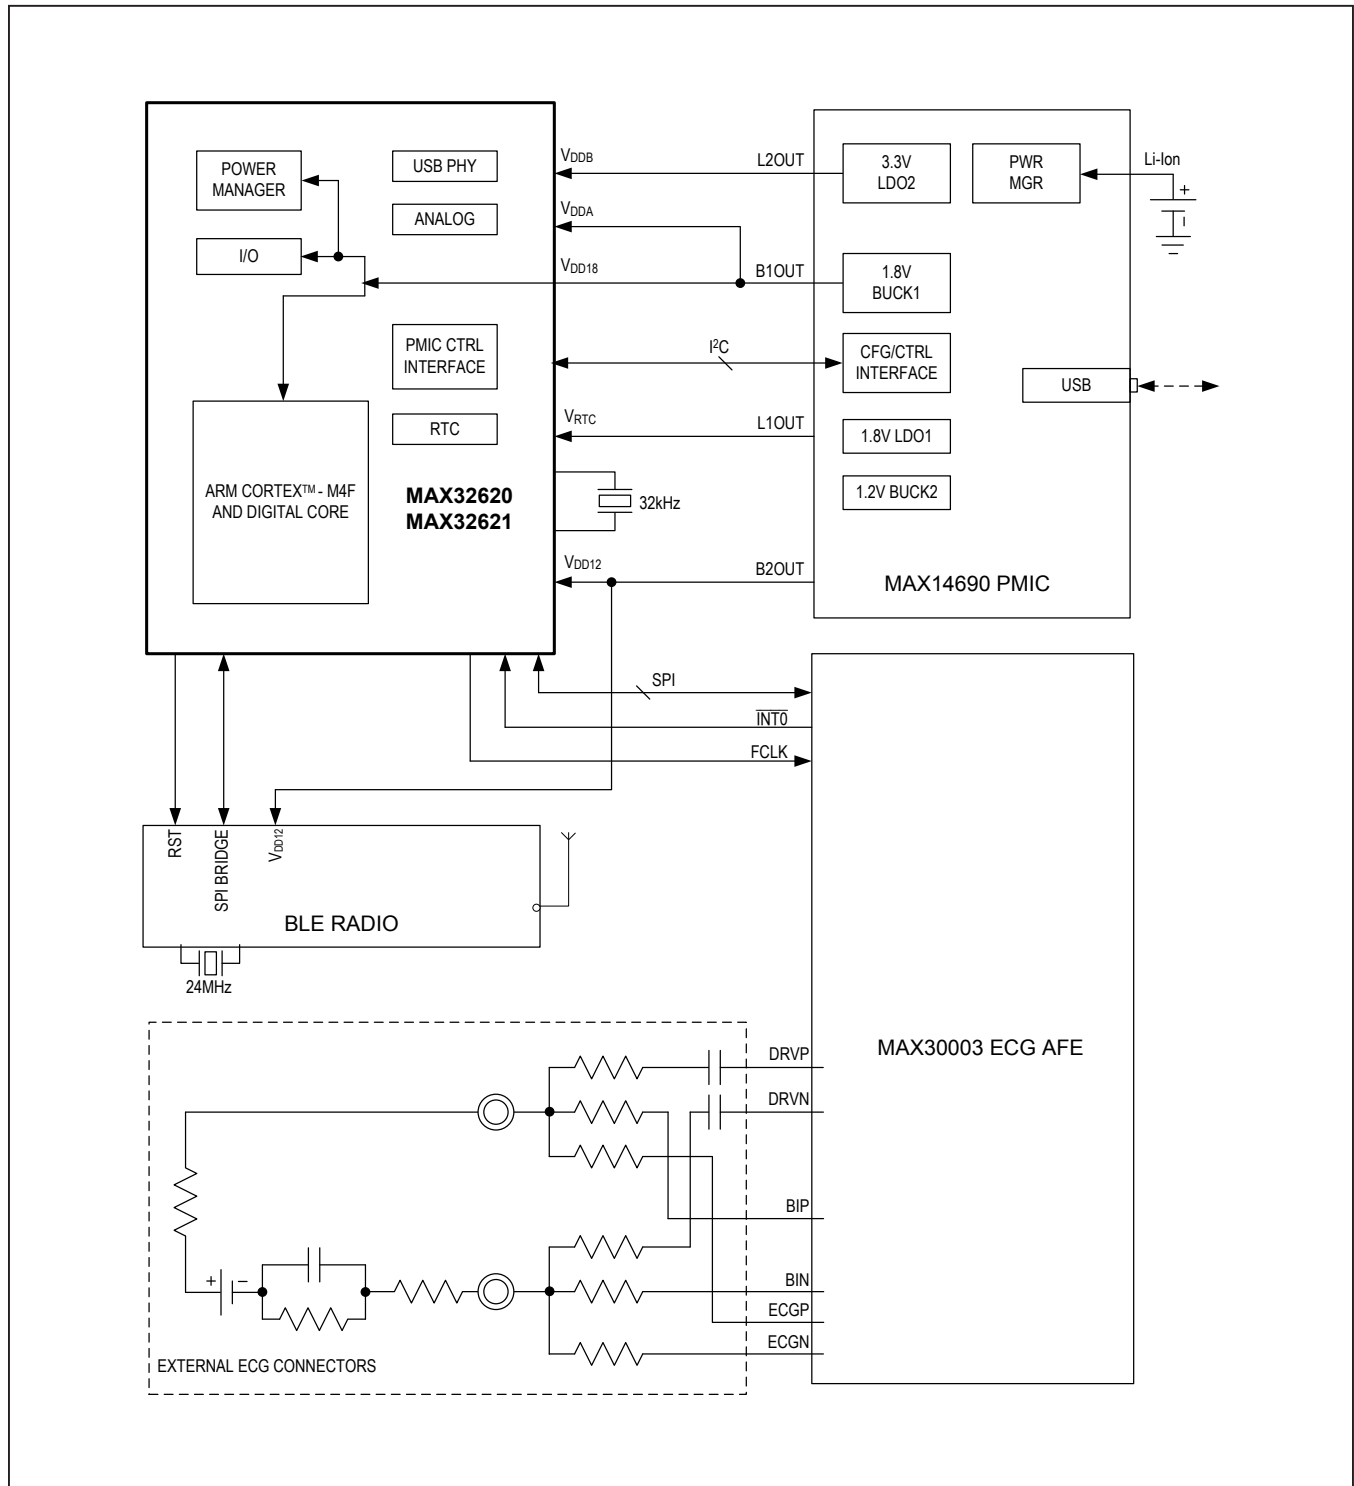 POWER
MANAGER
I/O
USB PHY
ANALOG
PMIC CTRL
INTERFACE
RTC
ARM CORTEX™ - M4F
AND DIGITAL CORE
MAX32620
MAX32621
VDDB
VDDA
VDD18
I²C
VRTC
32kHz
VDD12
L2OUT
B1OUT
L1OUT
B2OUT
3.3V
LDO2
PWR
MGR
1.8V
BUCK1
CFG/CTRL
INTERFACE
USB
1.8V LDO1
1.2V BUCK2
MAX14690 PMIC
Li-Ion
+
−
SPI
INT0
FCLK
RST
SPI BRIDGE
VDD12
BLE RADIO
24MHz
MAX30003 ECG AFE
DRVP
DRVN
BIP
BIN
ECGP
ECGN
+
−
EXTERNAL ECG CONNECTORS